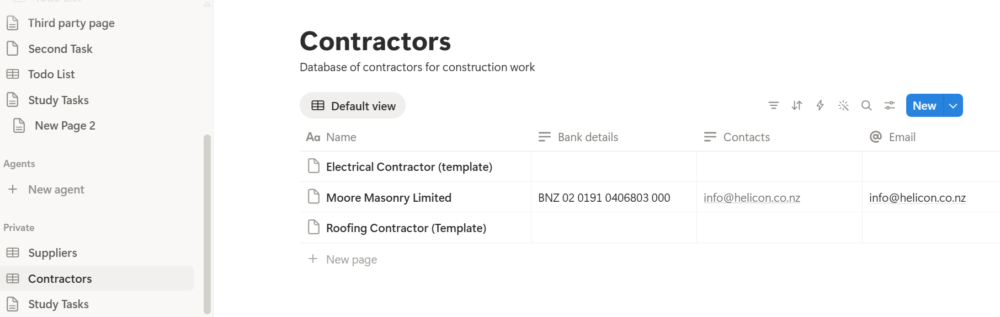 Todo List
Third party page
Second Task
Todo List
Study Tasks
New Page 2
Agents
New agent
Private
Suppliers
Contractors
Study Tasks
Contractors
Database of contractors for construction work
Default view
New
Aa Name Bank details Contacts @ Email
Electrical Contractor (template)
Moore Masonry Limited BNZ 02 0191 0406803 000 info@helicon.co.nz info@helicon.co.nz
Roofing Contractor (Template)
New page